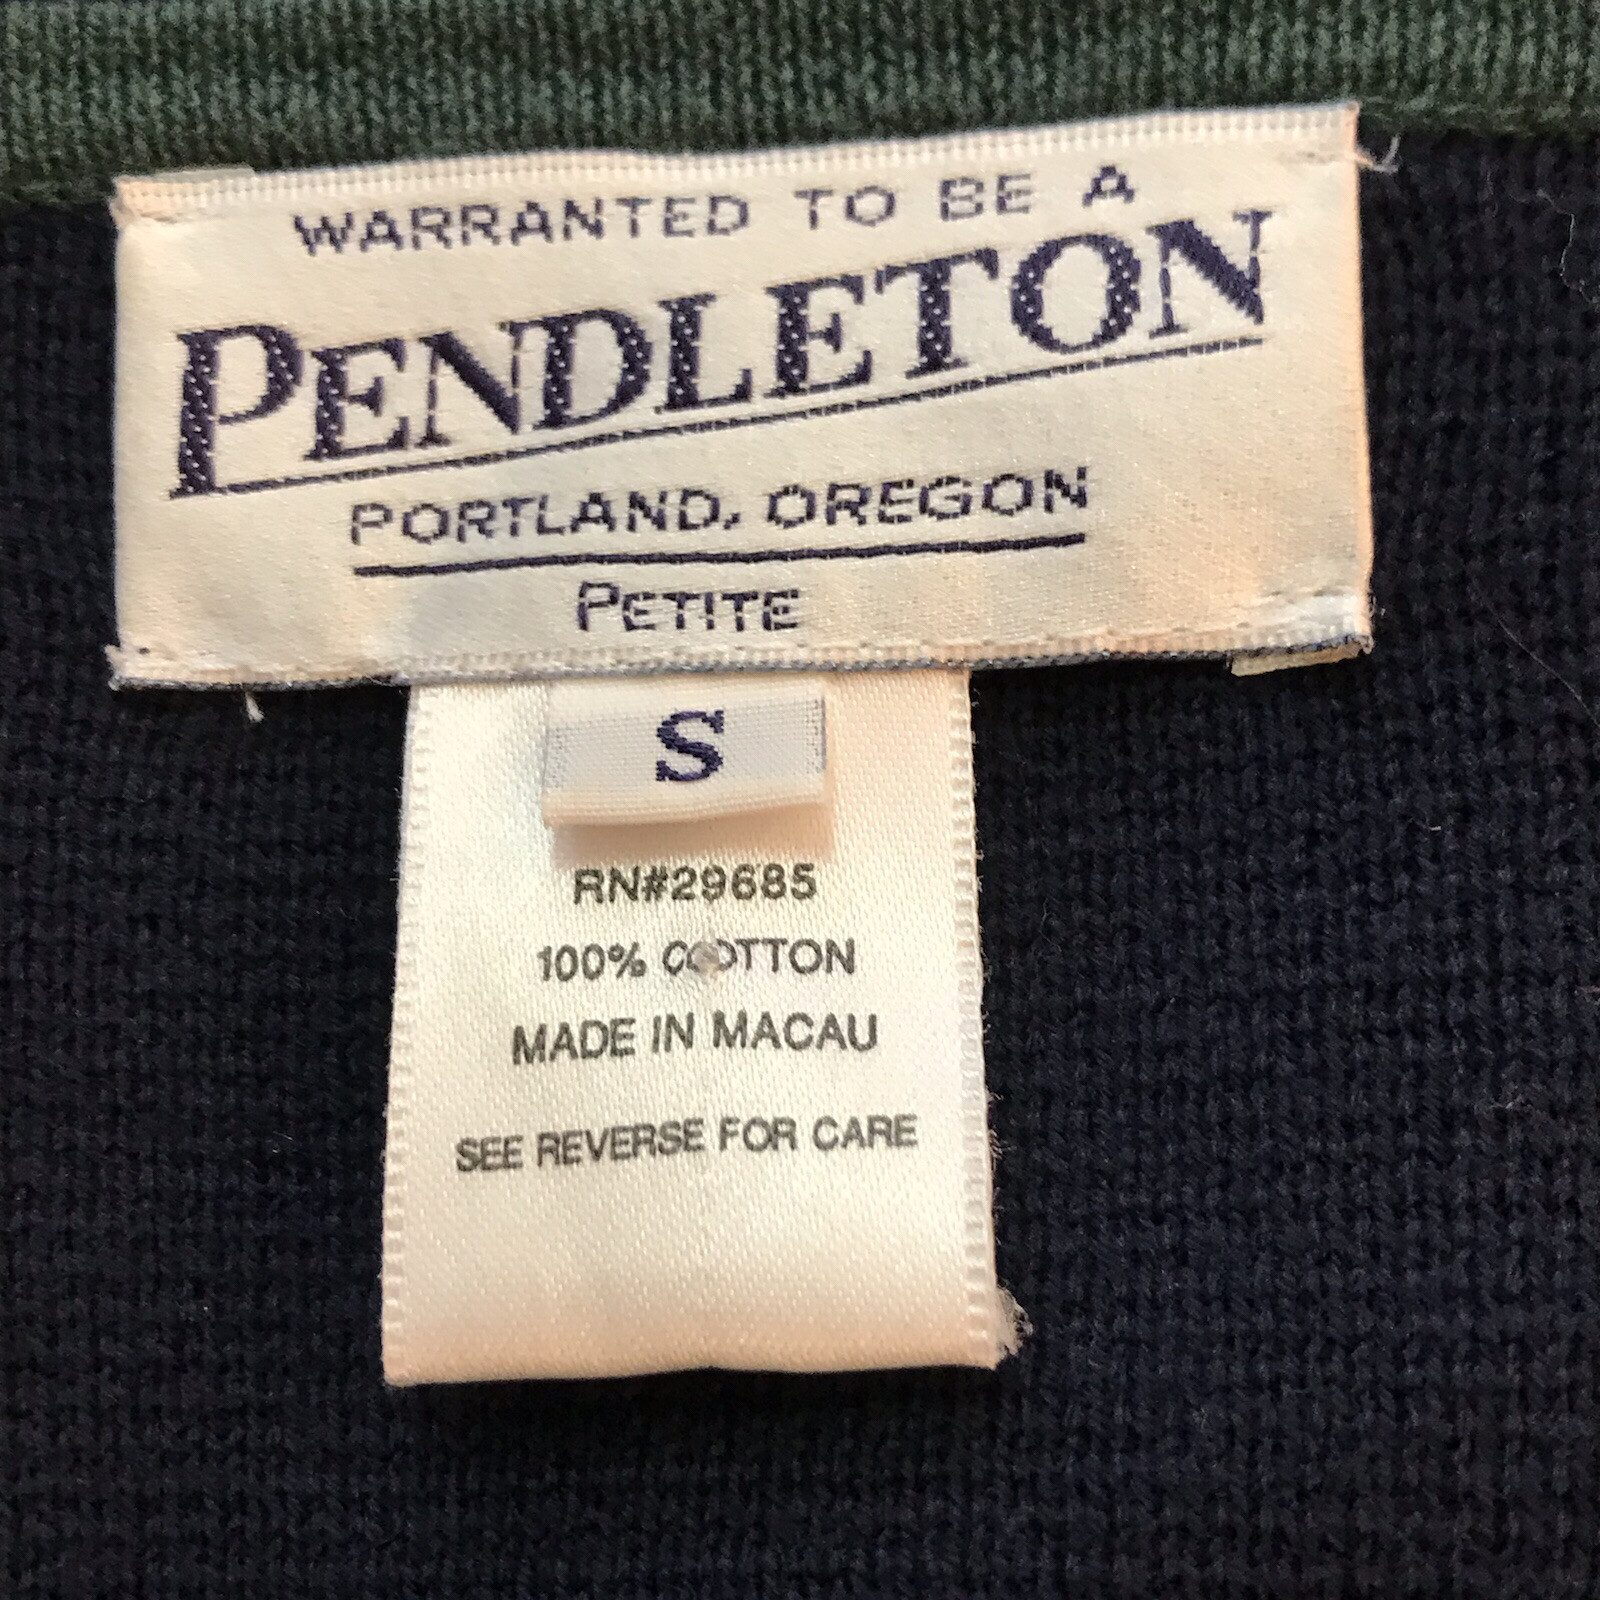 WARRANTED TO BE A
PENDLETON
PORTLAND, OREGON
PETITE
S
RN#29685
100% COTTON
MADE IN MACAU
SEE REVERSE FOR CARE